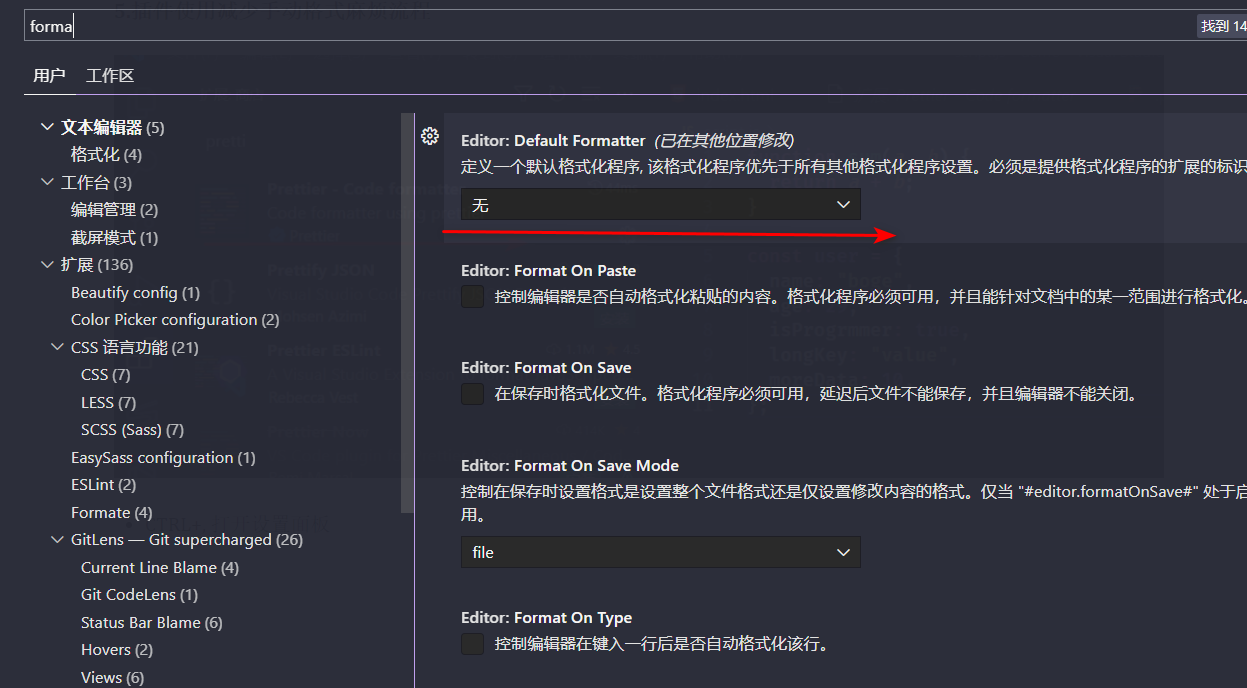 forma
找到 14
用户 工作区
文本编辑器 (5)
格式化 (4)
工作台 (3)
编辑管理 (2)
截屏模式 (1)
扩展 (136)
Beautify config (1)
Color Picker configuration (2)
CSS 语言功能 (21)
CSS (7)
LESS (7)
SCSS (Sass) (7)
EasySass configuration (1)
ESLint (2)
Formate (4)
GitLens — Git supercharged (26)
Current Line Blame (4)
Git CodeLens (1)
Status Bar Blame (6)
Hovers (2)
Views (6)
Editor: Default Formatter (已在其他位置修改)
定义一个默认格式化程序, 该格式化程序优先于所有其他格式化程序设置。必须是提供格式化程序的扩展的标识
无
Editor: Format On Paste
控制编辑器是否自动格式化粘贴的内容。格式化程序必须可用，并且能针对文档中的某一范围进行格式化。
Editor: Format On Save
在保存时格式化文件。格式化程序必须可用，延迟后文件不能保存，并且编辑器不能关闭。
Editor: Format On Save Mode
控制在保存时设置格式是设置整个文件格式还是仅设置修改内容的格式。仅当 "#editor.formatOnSave#" 处于启
用。
file
Editor: Format On Type
控制编辑器在键入一行后是否自动格式化该行。